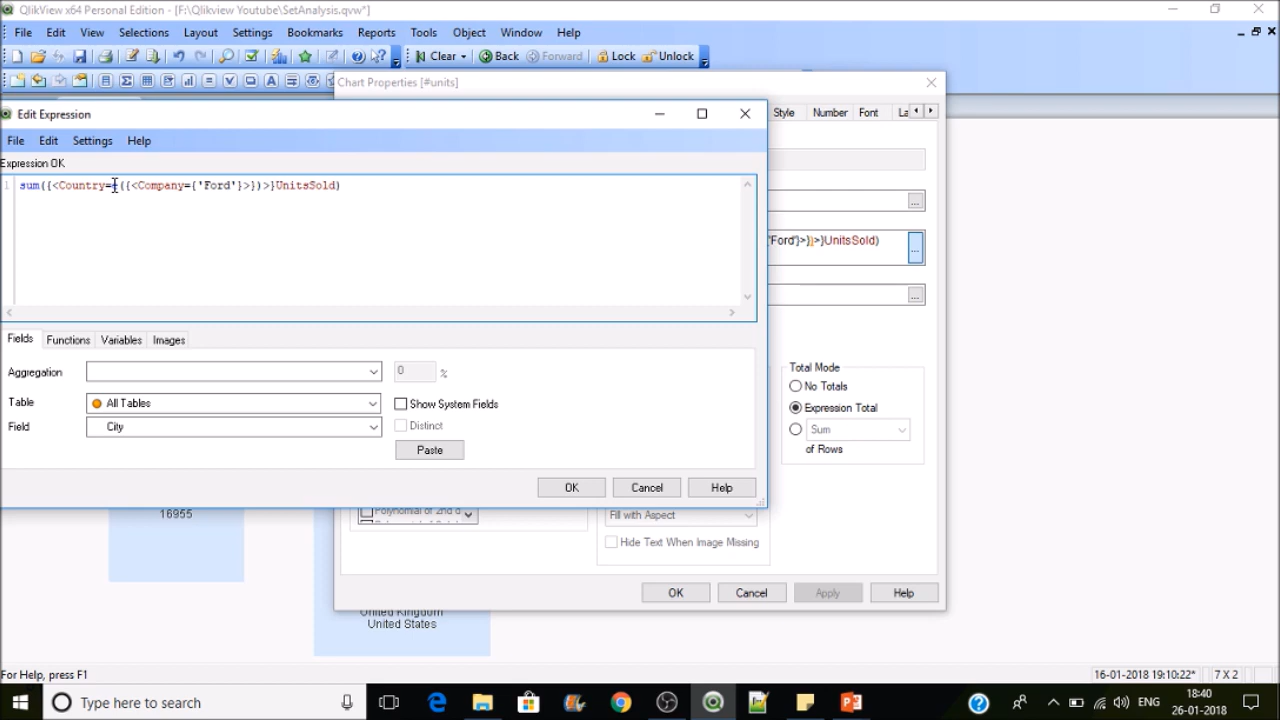 QlikView x64 Personal Edition - [F:\Qlikview Youtube\SetAnalysis.qvw*]
File Edit View Selections Layout Settings Bookmarks Reports Tools Object Window Help
Clear Back Forward Lock Unlock
Chart Properties [#units]
Style Number Font La
Edit Expression
File Edit Settings Help
Expression OK
1 sum({<Country= ({<Company={'Ford'}>})>}UnitsSold)
'Ford'}>})>}UnitsSold)
Fields Functions Variables Images
Aggregation 0 %
Table All Tables Show System Fields
Field City Distinct
Paste
OK Cancel Help
Total Mode
No Totals
Expression Total
Sum
of Rows
16955
Polynomial of 2nd d
Fill with Aspect
Hide Text When Image Missing
OK Cancel Apply Help
United Kingdom
United States
For Help, press F1 16-01-2018 19:10:22* 7 X 2
Type here to search ENG 18:40
26-01-2018